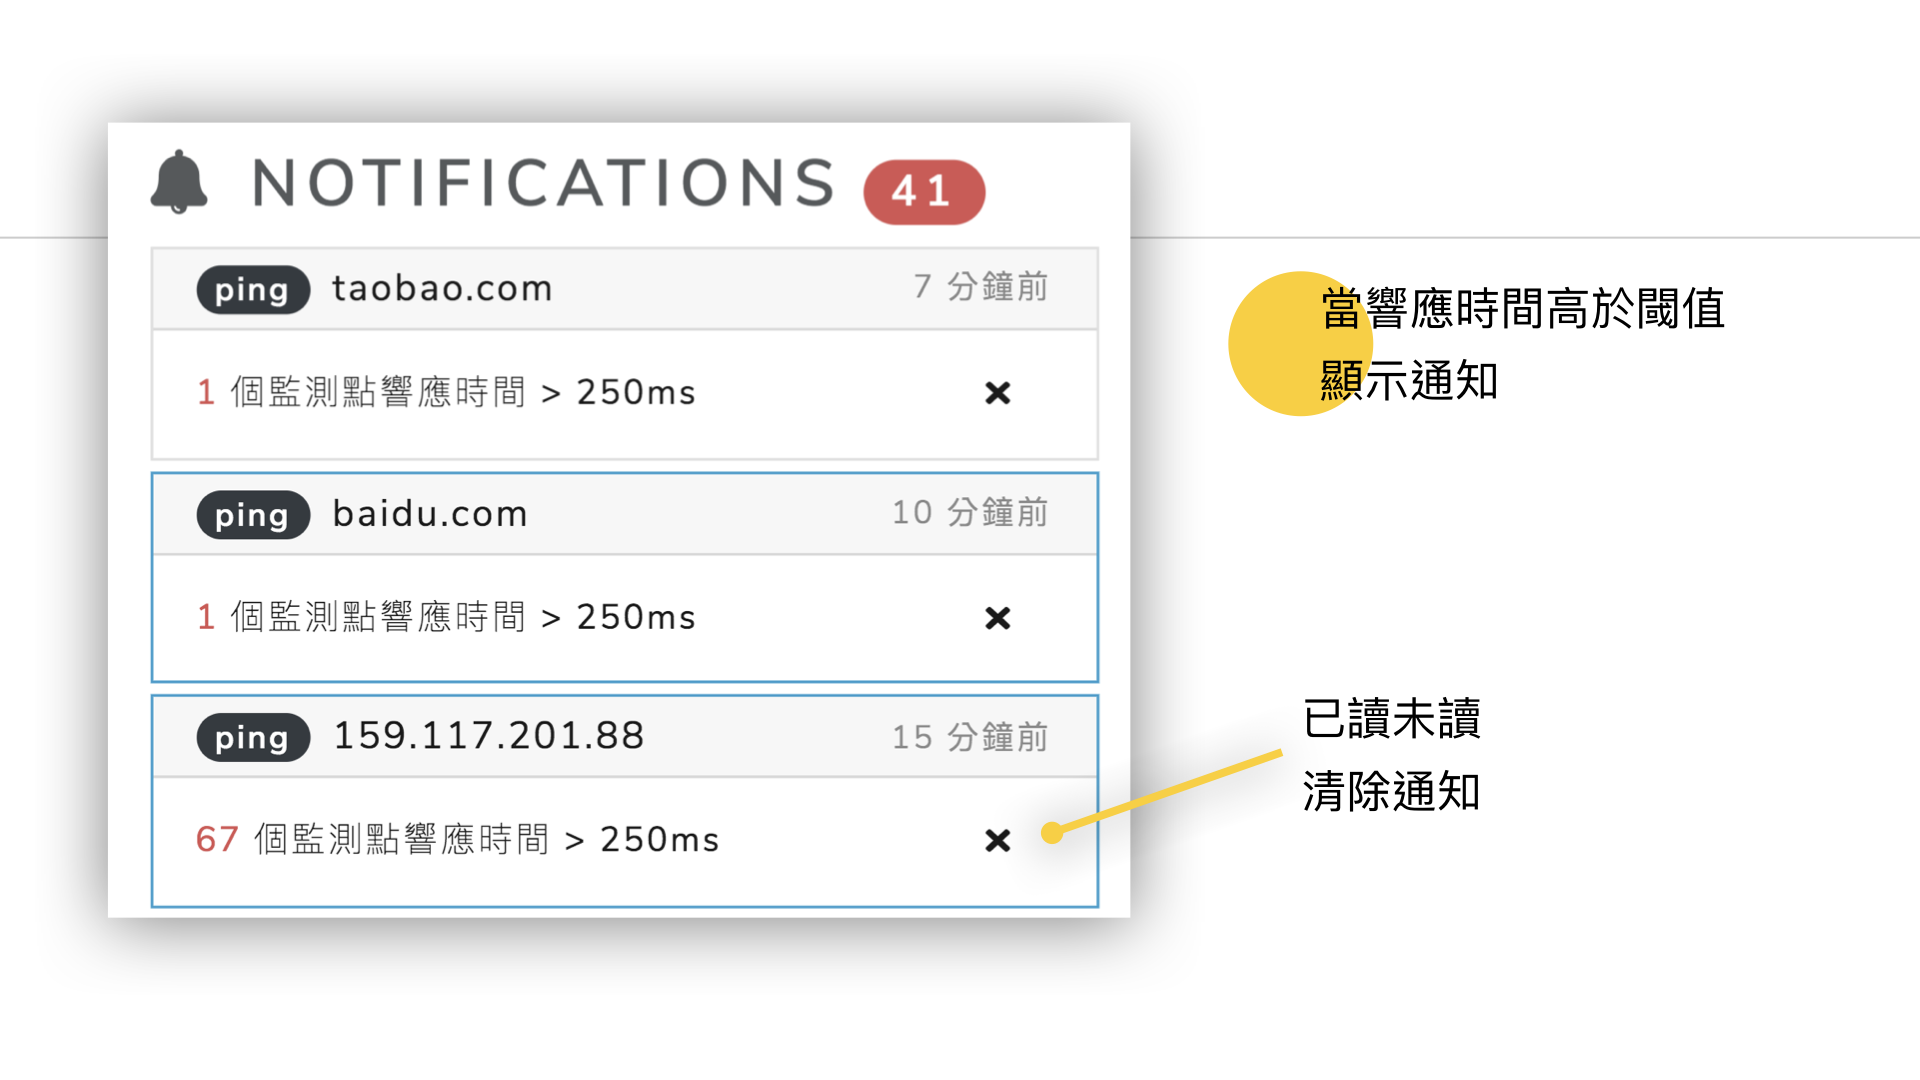 NOTIFICATIONS 41
ping taobao.com 7 分鐘前
1 個監測點響應時間 > 250ms
ping baidu.com 10 分鐘前
1 個監測點響應時間 > 250ms
ping 159.117.201.88 15 分鐘前
67 個監測點響應時間 > 250ms
當響應時間高於閾值
顯示通知
已讀未讀
清除通知